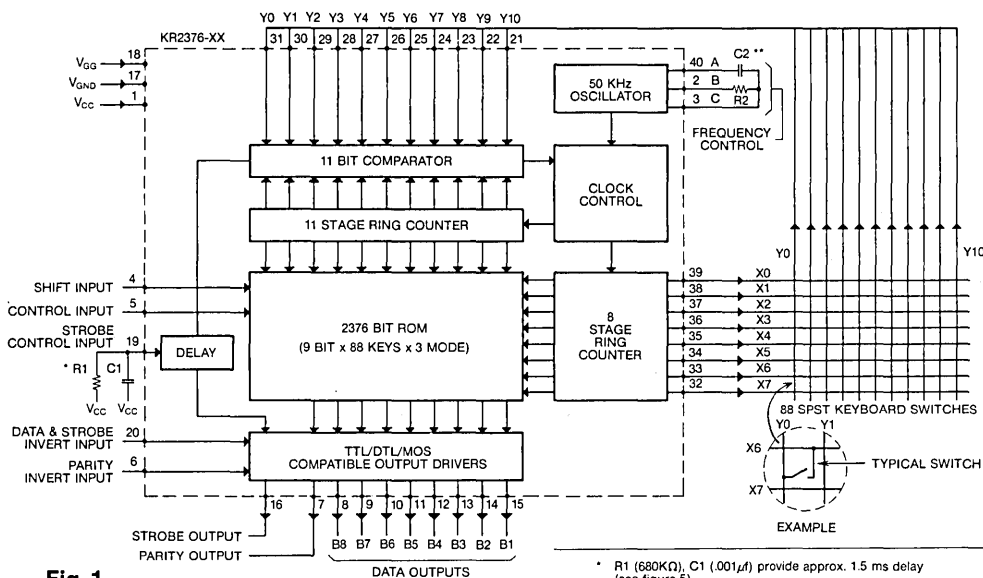 Y0 Y1 Y2 Y3 Y4 Y5 Y6 Y7 Y8 Y9 Y10
KR2376-XX
31 30 29 28 27 26 25 24 23 22 21
VGG 18
VGND 17
VCC 1
50 KHz
OSCILLATOR
40 A
2 B
3 C
C2 **
R2
FREQUENCY
CONTROL
11 BIT COMPARATOR
CLOCK
CONTROL
11 STAGE RING COUNTER
Y0
Y10
SHIFT INPUT 4
CONTROL INPUT 5
STROBE
CONTROL
INPUT 19
DELAY
* R1
C1
VCC VCC
2376 BIT ROM
(9 BIT x 88 KEYS x 3 MODE)
8
STAGE
RING
COUNTER
39 X0
38 X1
37 X2
36 X3
35 X4
34 X5
33 X6
32 X7
88 SPST KEYBOARD SWITCHES
DATA & STROBE
INVERT INPUT 20
PARITY
INVERT INPUT 6
TTL/DTL/MOS
COMPATIBLE OUTPUT DRIVERS
Y0 Y1
X6
X7
TYPICAL SWITCH
EXAMPLE
16 7 8 9 10 11 12 13 14 15
STROBE OUTPUT
PARITY OUTPUT
B8 B7 B6 B5 B4 B3 B2 B1
DATA OUTPUTS
* R1 (680KΩ), C1 (.001μf) provide approx. 1.5 ms delay
(see figure 5)
Fig. 1